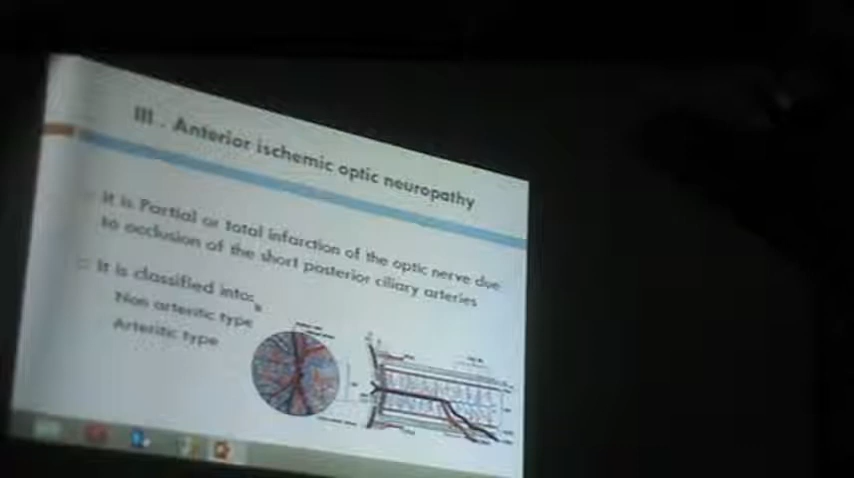 III . Anterior ischemic optic neuropathy
It is Partial or total infarction of the optic nerve due
to occlusion of the short posterior ciliary arteries
It is classified into:
Non arteritic type
Arteritic type